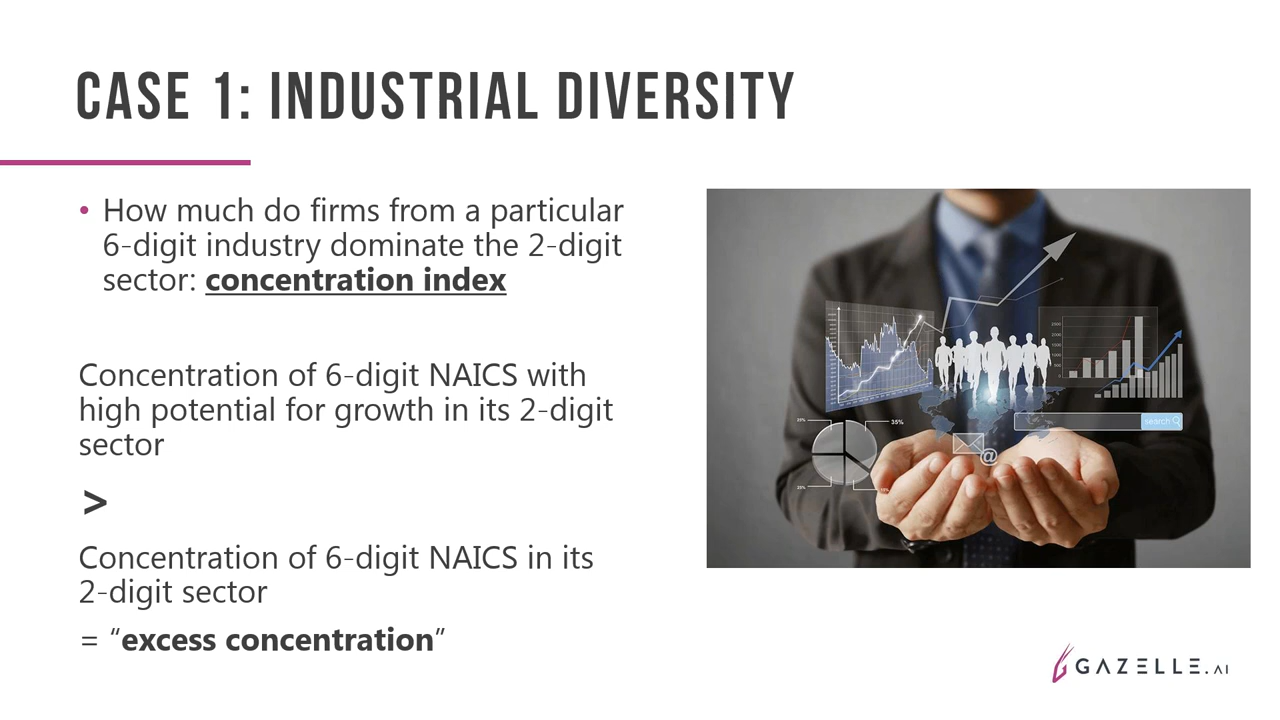 CASE 1: INDUSTRIAL DIVERSITY
• How much do firms from a particular
6-digit industry dominate the 2-digit
sector: concentration index
Concentration of 6-digit NAICS with
high potential for growth in its 2-digit
sector
>
Concentration of 6-digit NAICS in its
2-digit sector
= “excess concentration”
35%
search
@
GAZELLE.AI